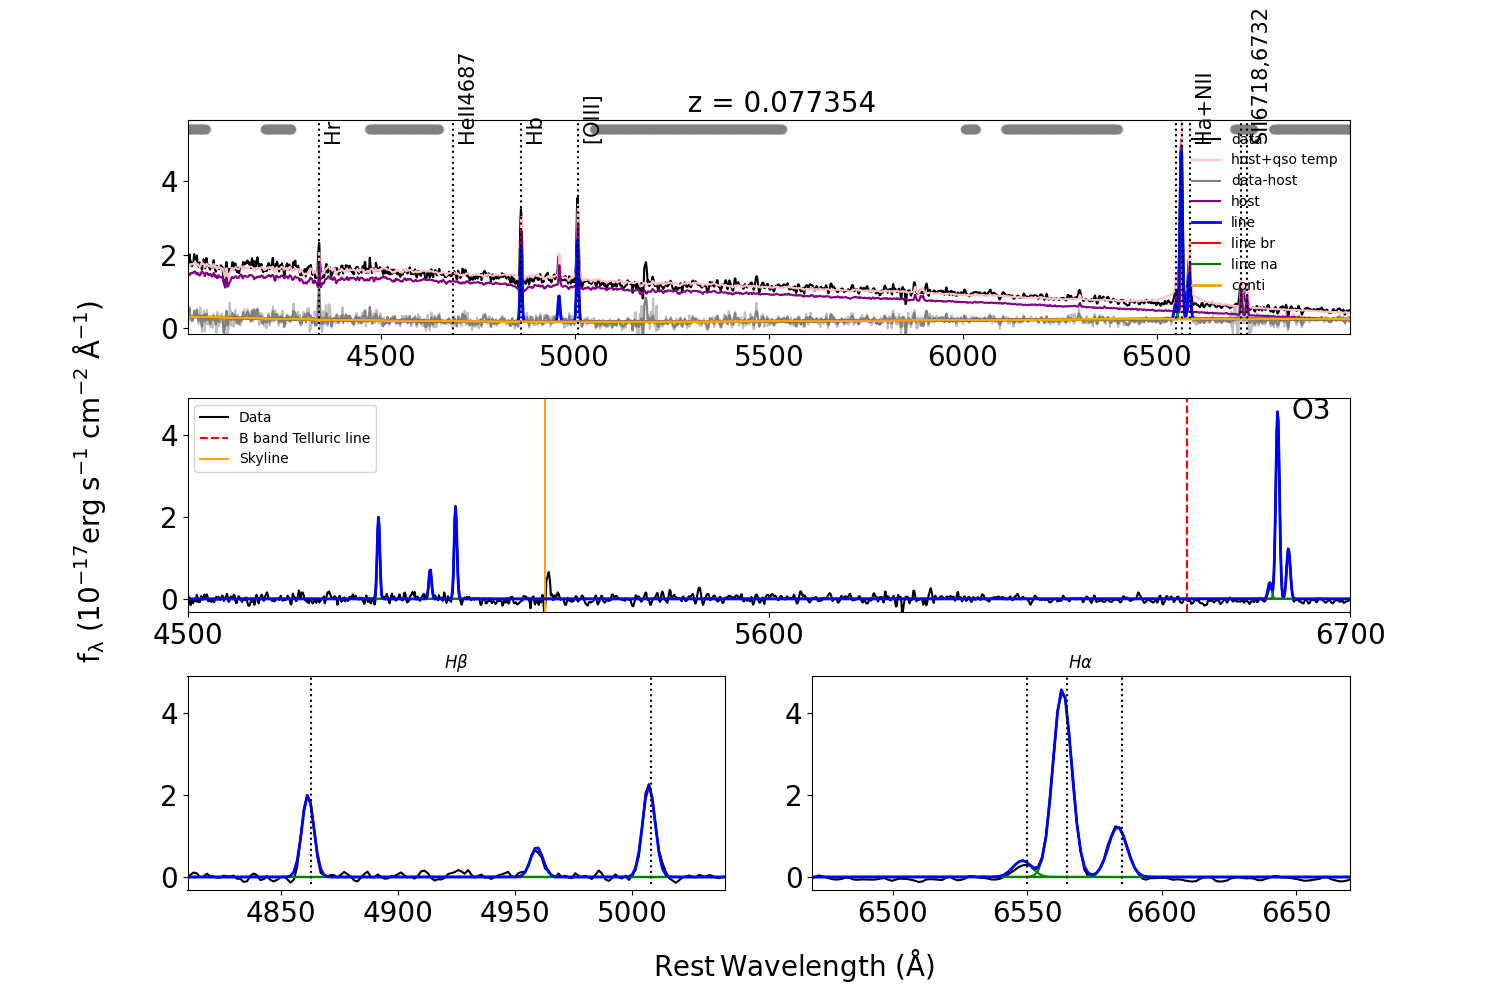 z = 0.077354
Hr
HeII4687
Hb
[OIII]
Ha+NII
SII6718,6732
data
host+qso temp
data-host
host
line
line br
line na
conti
4
2
0
4500
5000
5500
6000
6500
f_λ (10^−17 erg s^−1 cm^−2 Å^−1)
Data
B band Telluric line
Skyline
O3
4
2
0
4500
5600
6700
Hβ
4
2
0
4850
4900
4950
5000
Hα
4
2
0
6500
6550
6600
6650
Rest Wavelength (Å)